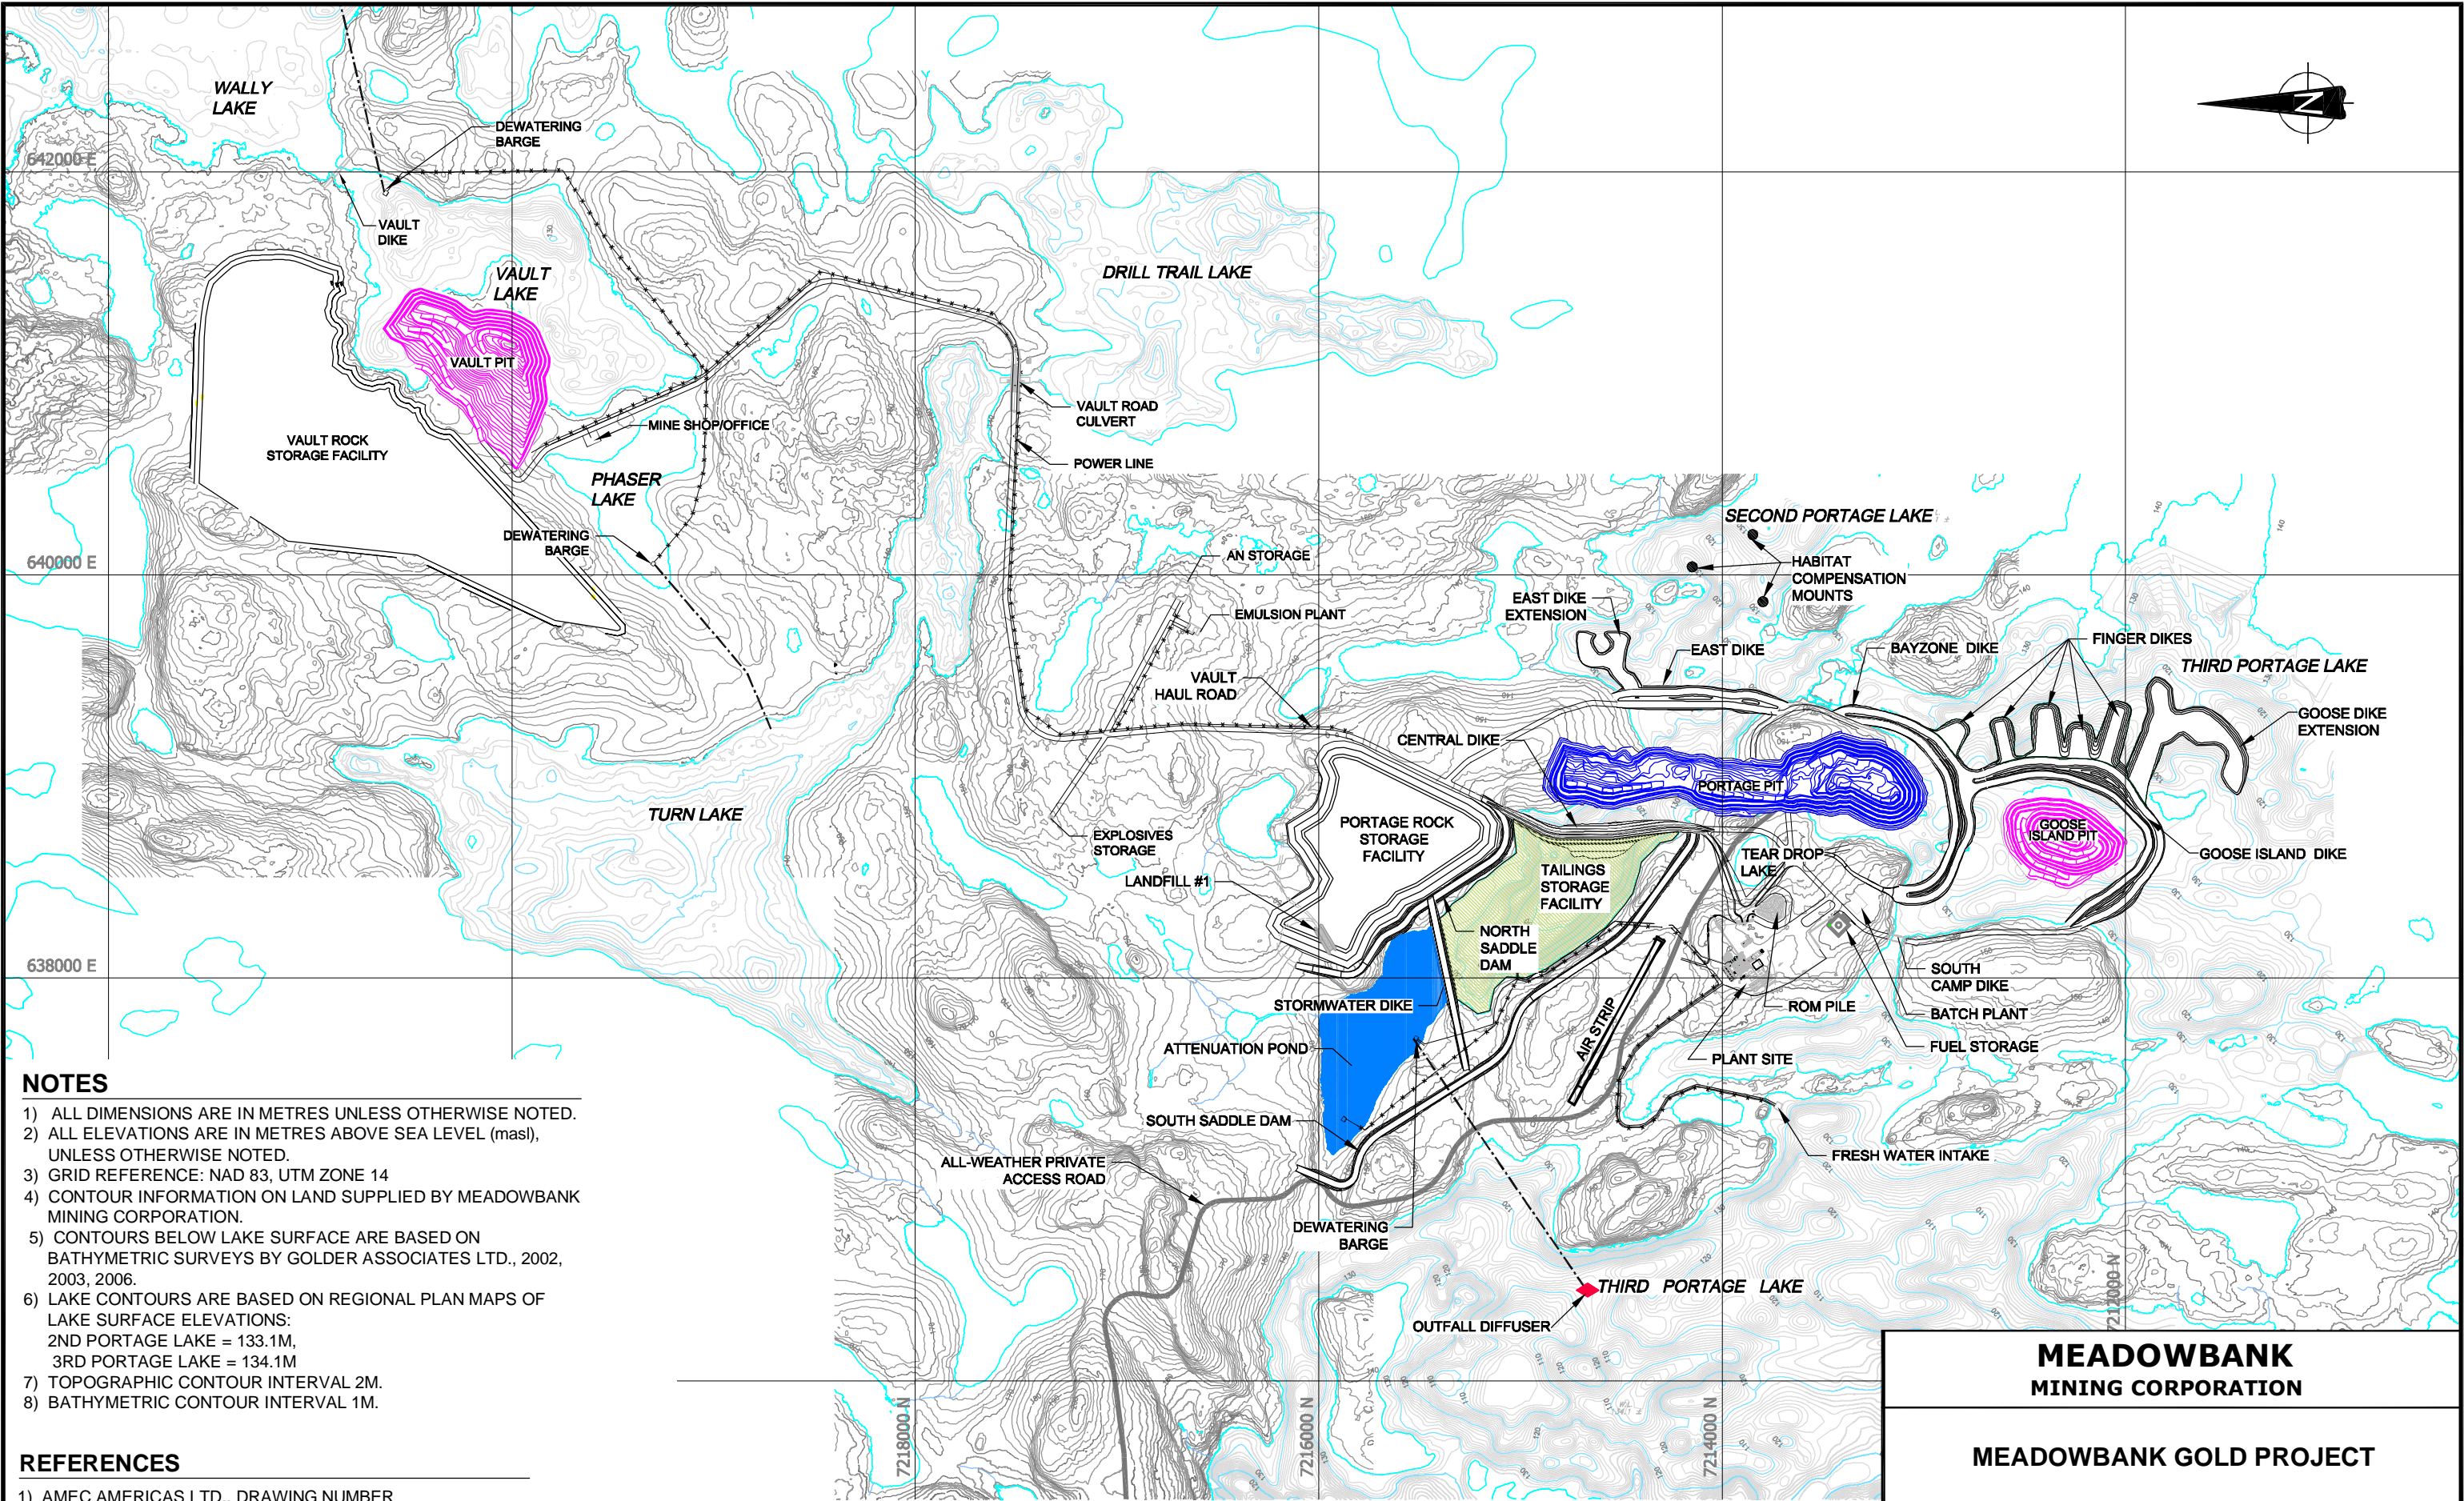 WALLY
LAKE
DEWATERING
BARGE
642000 E
VAULT
DIKE
VAULT
LAKE
DRILL TRAIL LAKE
N
VAULT PIT
VAULT ROCK
STORAGE FACILITY
MINE SHOP/OFFICE
VAULT ROAD
CULVERT
POWER LINE
PHASER
LAKE
DEWATERING
BARGE
640000 E
AN STORAGE
EMULSION PLANT
SECOND PORTAGE LAKE
HABITAT
COMPENSATION
MOUNTS
EAST DIKE
EXTENSION
EAST DIKE
BAYZONE DIKE
FINGER DIKES
THIRD PORTAGE LAKE
GOOSE DIKE
EXTENSION
VAULT
HAUL ROAD
CENTRAL DIKE
PORTAGE PIT
TURN LAKE
EXPLOSIVES
STORAGE
PORTAGE ROCK
STORAGE
FACILITY
LANDFILL #1
GOOSE
ISLAND PIT
GOOSE ISLAND DIKE
TEAR DROP
LAKE
TAILINGS
STORAGE
FACILITY
NORTH
SADDLE
DAM
638000 E
STORMWATER DIKE
SOUTH
CAMP DIKE
ROM PILE
BATCH PLANT
FUEL STORAGE
AIR STRIP
ATTENUATION POND
PLANT SITE
SOUTH SADDLE DAM
ALL-WEATHER PRIVATE
ACCESS ROAD
FRESH WATER INTAKE
DEWATERING
BARGE
THIRD PORTAGE LAKE
OUTFALL DIFFUSER
7218000 N
7216000 N
7214000 N
7212000 N
NOTES
1) ALL DIMENSIONS ARE IN METRES UNLESS OTHERWISE NOTED.
2) ALL ELEVATIONS ARE IN METRES ABOVE SEA LEVEL (masl),
UNLESS OTHERWISE NOTED.
3) GRID REFERENCE: NAD 83, UTM ZONE 14
4) CONTOUR INFORMATION ON LAND SUPPLIED BY MEADOWBANK
MINING CORPORATION.
5) CONTOURS BELOW LAKE SURFACE ARE BASED ON
BATHYMETRIC SURVEYS BY GOLDER ASSOCIATES LTD., 2002,
2003, 2006.
6) LAKE CONTOURS ARE BASED ON REGIONAL PLAN MAPS OF
LAKE SURFACE ELEVATIONS:
2ND PORTAGE LAKE = 133.1M,
3RD PORTAGE LAKE = 134.1M
7) TOPOGRAPHIC CONTOUR INTERVAL 2M.
8) BATHYMETRIC CONTOUR INTERVAL 1M.
REFERENCES
1) AMEC AMERICAS LTD., DRAWING NUMBER
MEADOWBANK
MINING CORPORATION
MEADOWBANK GOLD PROJECT